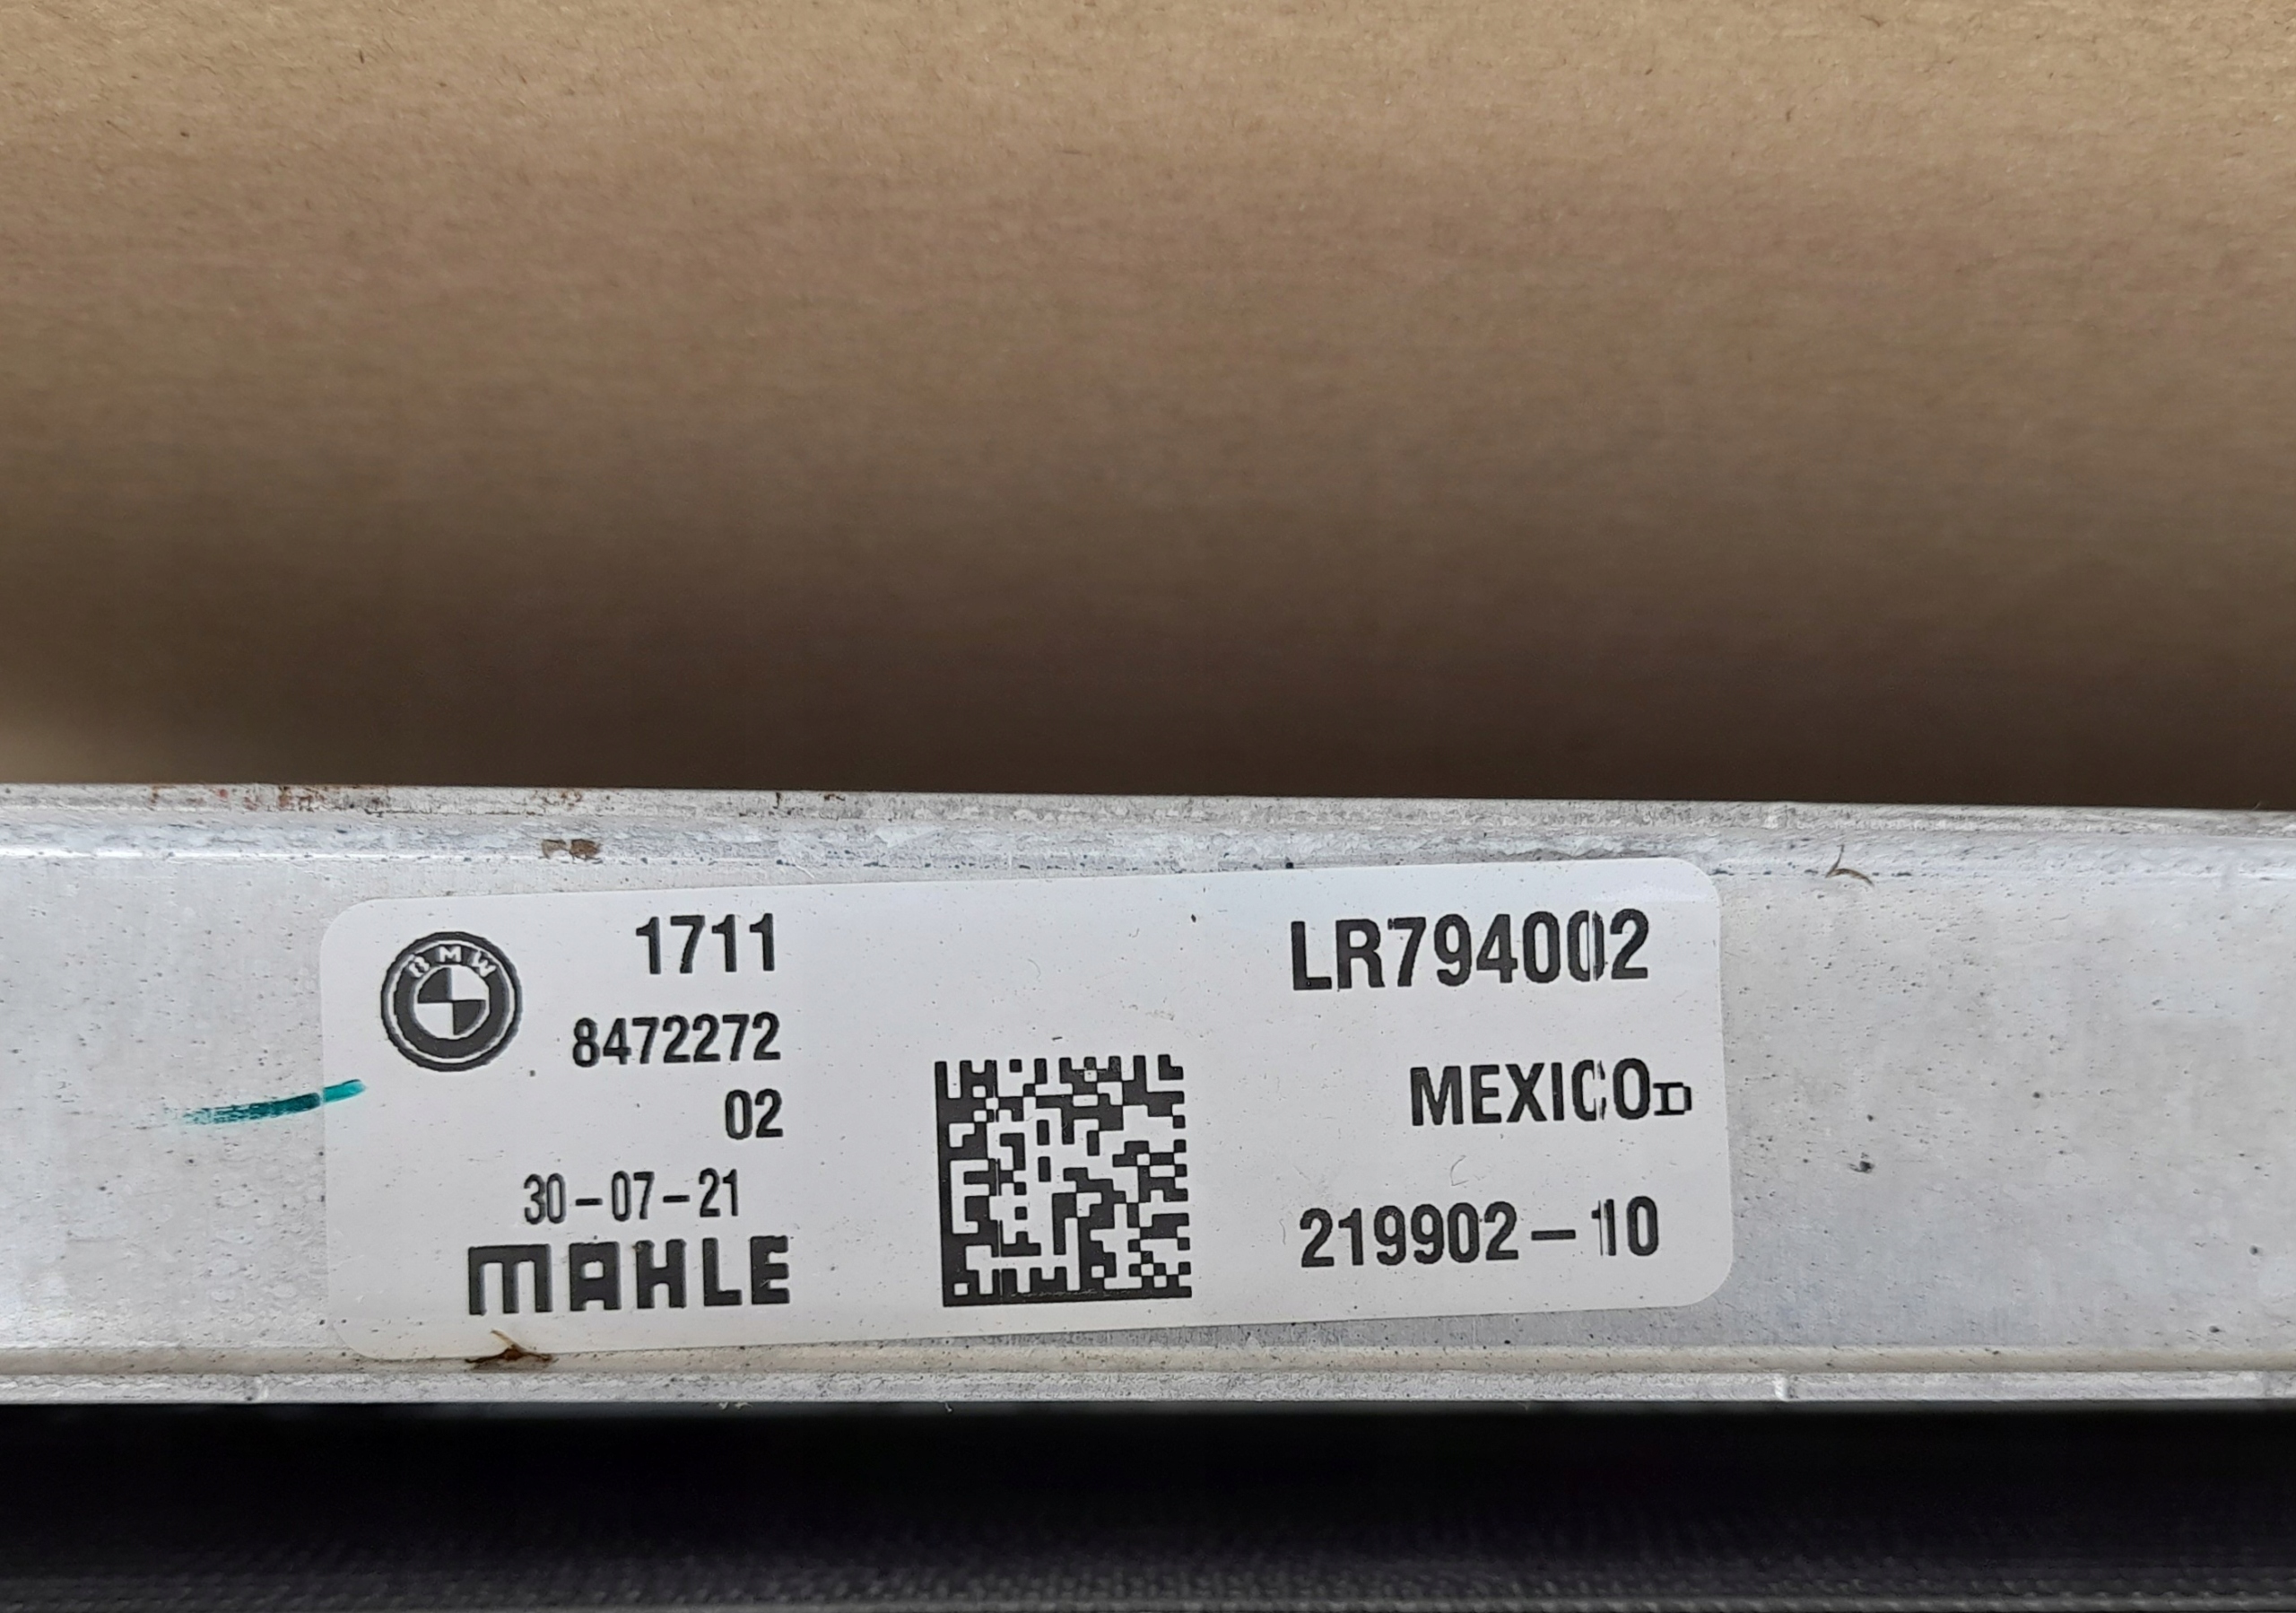 BMW
1711
8472272
02
30-07-21
MAHLE
LR794002
MEXICO D
219902-10